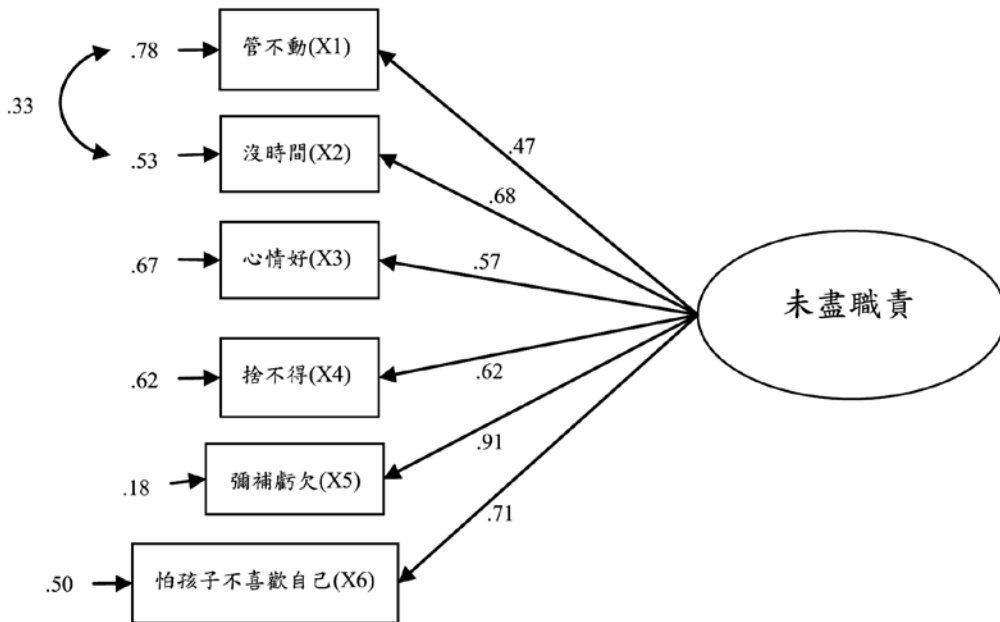 .78
管不動(X1)
.33
.47
.53
沒時間(X2)
.68
.67
心情好(X3)
.57
未盡職責
.62
捨不得(X4)
.62
.91
.18
彌補虧欠(X5)
.71
.50
怕孩子不喜歡自己(X6)